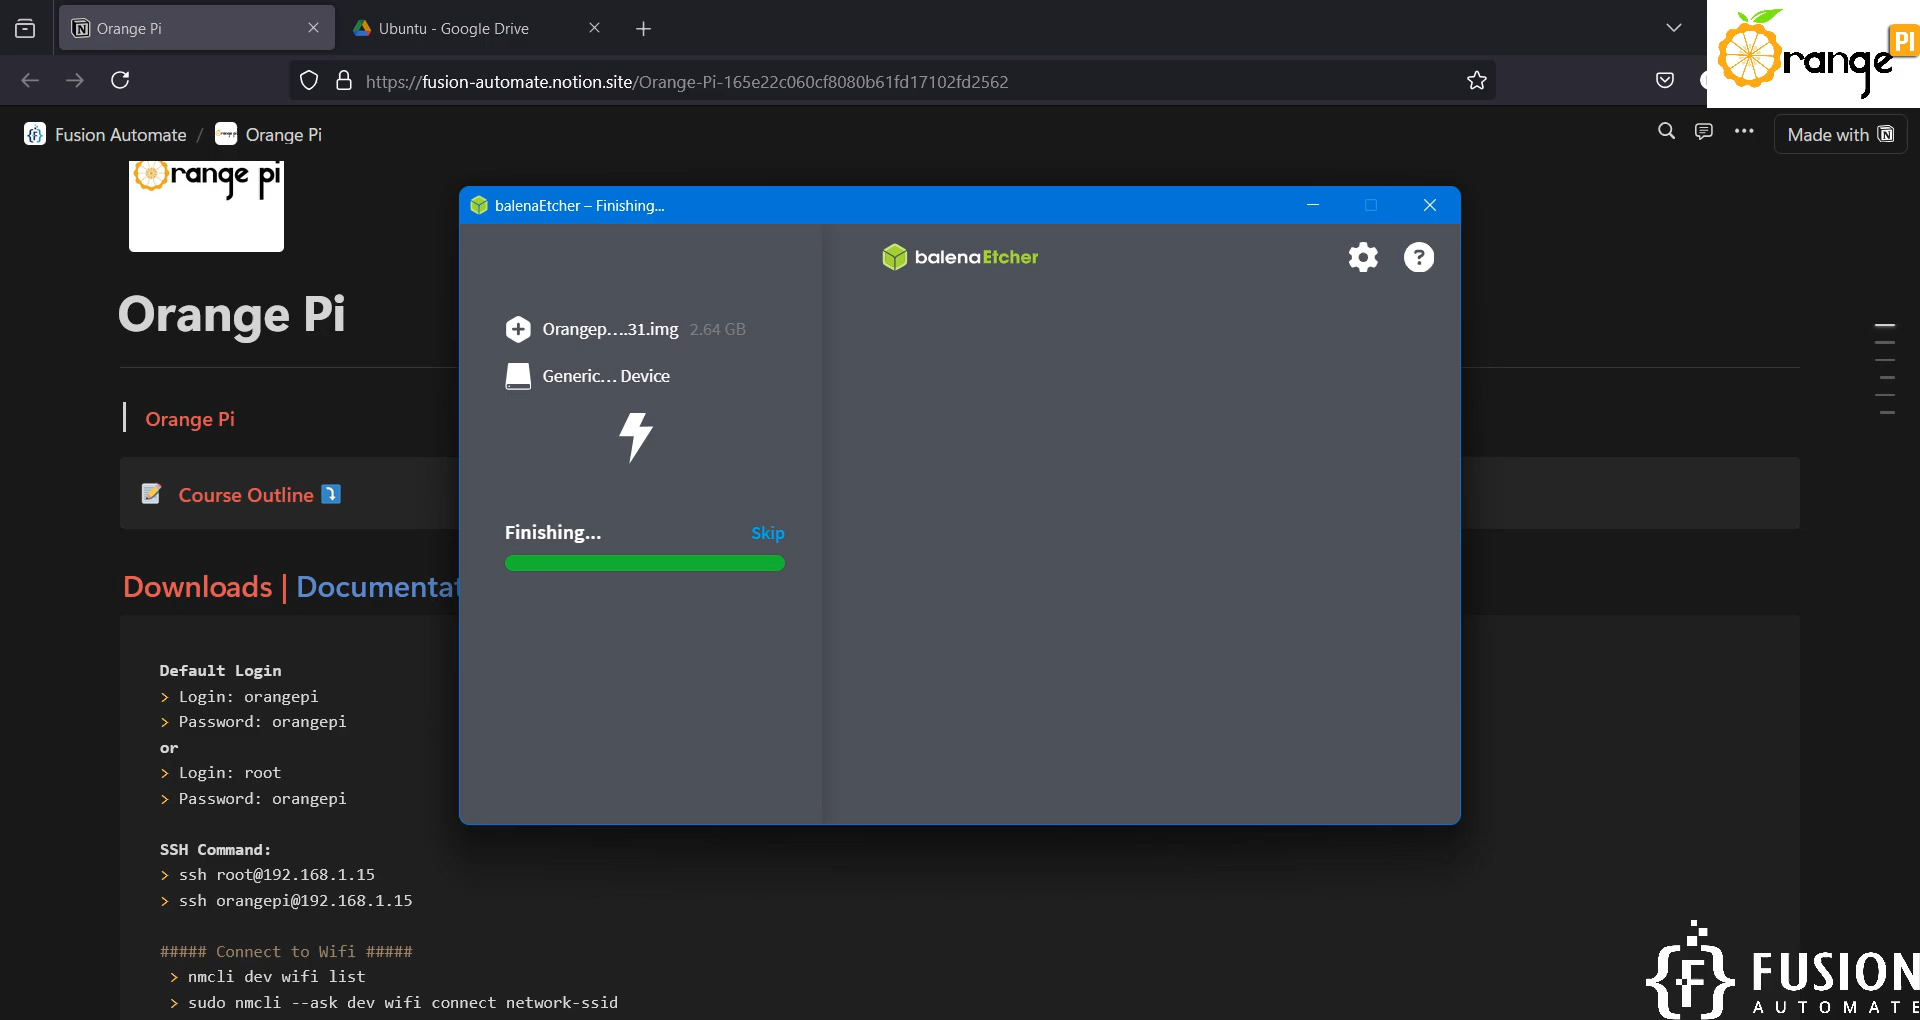 Orange Pi
Ubuntu - Google Drive
https://fusion-automate.notion.site/Orange-Pi-165e22c060cf8080b61fd17102fd2562
Orange PI
Fusion Automate / Orange Pi
Made with
Orange pi
balenaEtcher – Finishing...
balenaEtcher
Orange Pi
Orangep....31.img 2.64 GB
Generic... Device
Orange Pi
Course Outline
Finishing...
Skip
Downloads | Documentat
Default Login
> Login: orangepi
> Password: orangepi
or
> Login: root
> Password: orangepi
SSH Command:
> ssh root@192.168.1.15
> ssh orangepi@192.168.1.15
##### Connect to Wifi #####
> nmcli dev wifi list
> sudo nmcli --ask dev wifi connect network-ssid
FUSION
AUTOMATE